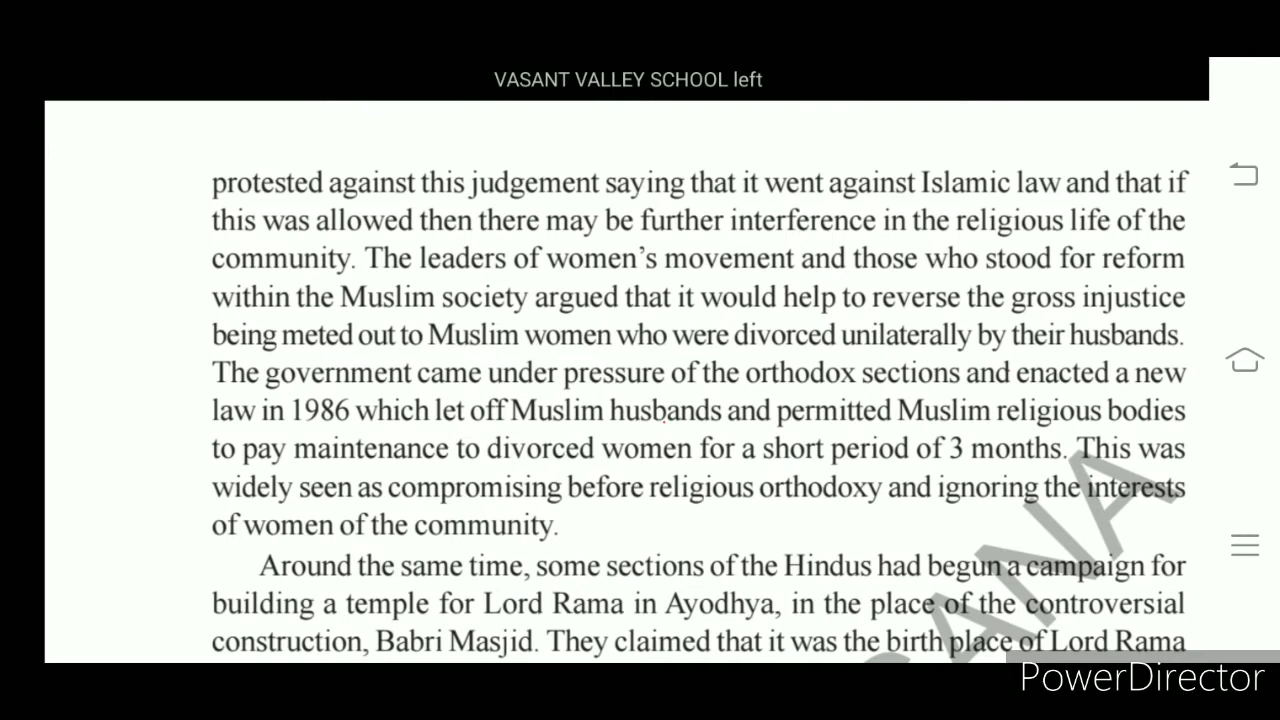 VASANT VALLEY SCHOOL left
protested against this judgement saying that it went against Islamic law and that if
this was allowed then there may be further interference in the religious life of the
community. The leaders of women's movement and those who stood for reform
within the Muslim society argued that it would help to reverse the gross injustice
being meted out to Muslim women who were divorced unilaterally by their husbands.
The government came under pressure of the orthodox sections and enacted a new
law in 1986 which let off Muslim husbands and permitted Muslim religious bodies
to pay maintenance to divorced women for a short period of 3 months. This was
widely seen as compromising before religious orthodoxy and ignoring the interests
of women of the community.
Around the same time, some sections of the Hindus had begun a campaign for
building a temple for Lord Rama in Ayodhya, in the place of the controversial
construction, Babri Masjid. They claimed that it was the birth place of Lord Rama
PowerDirector